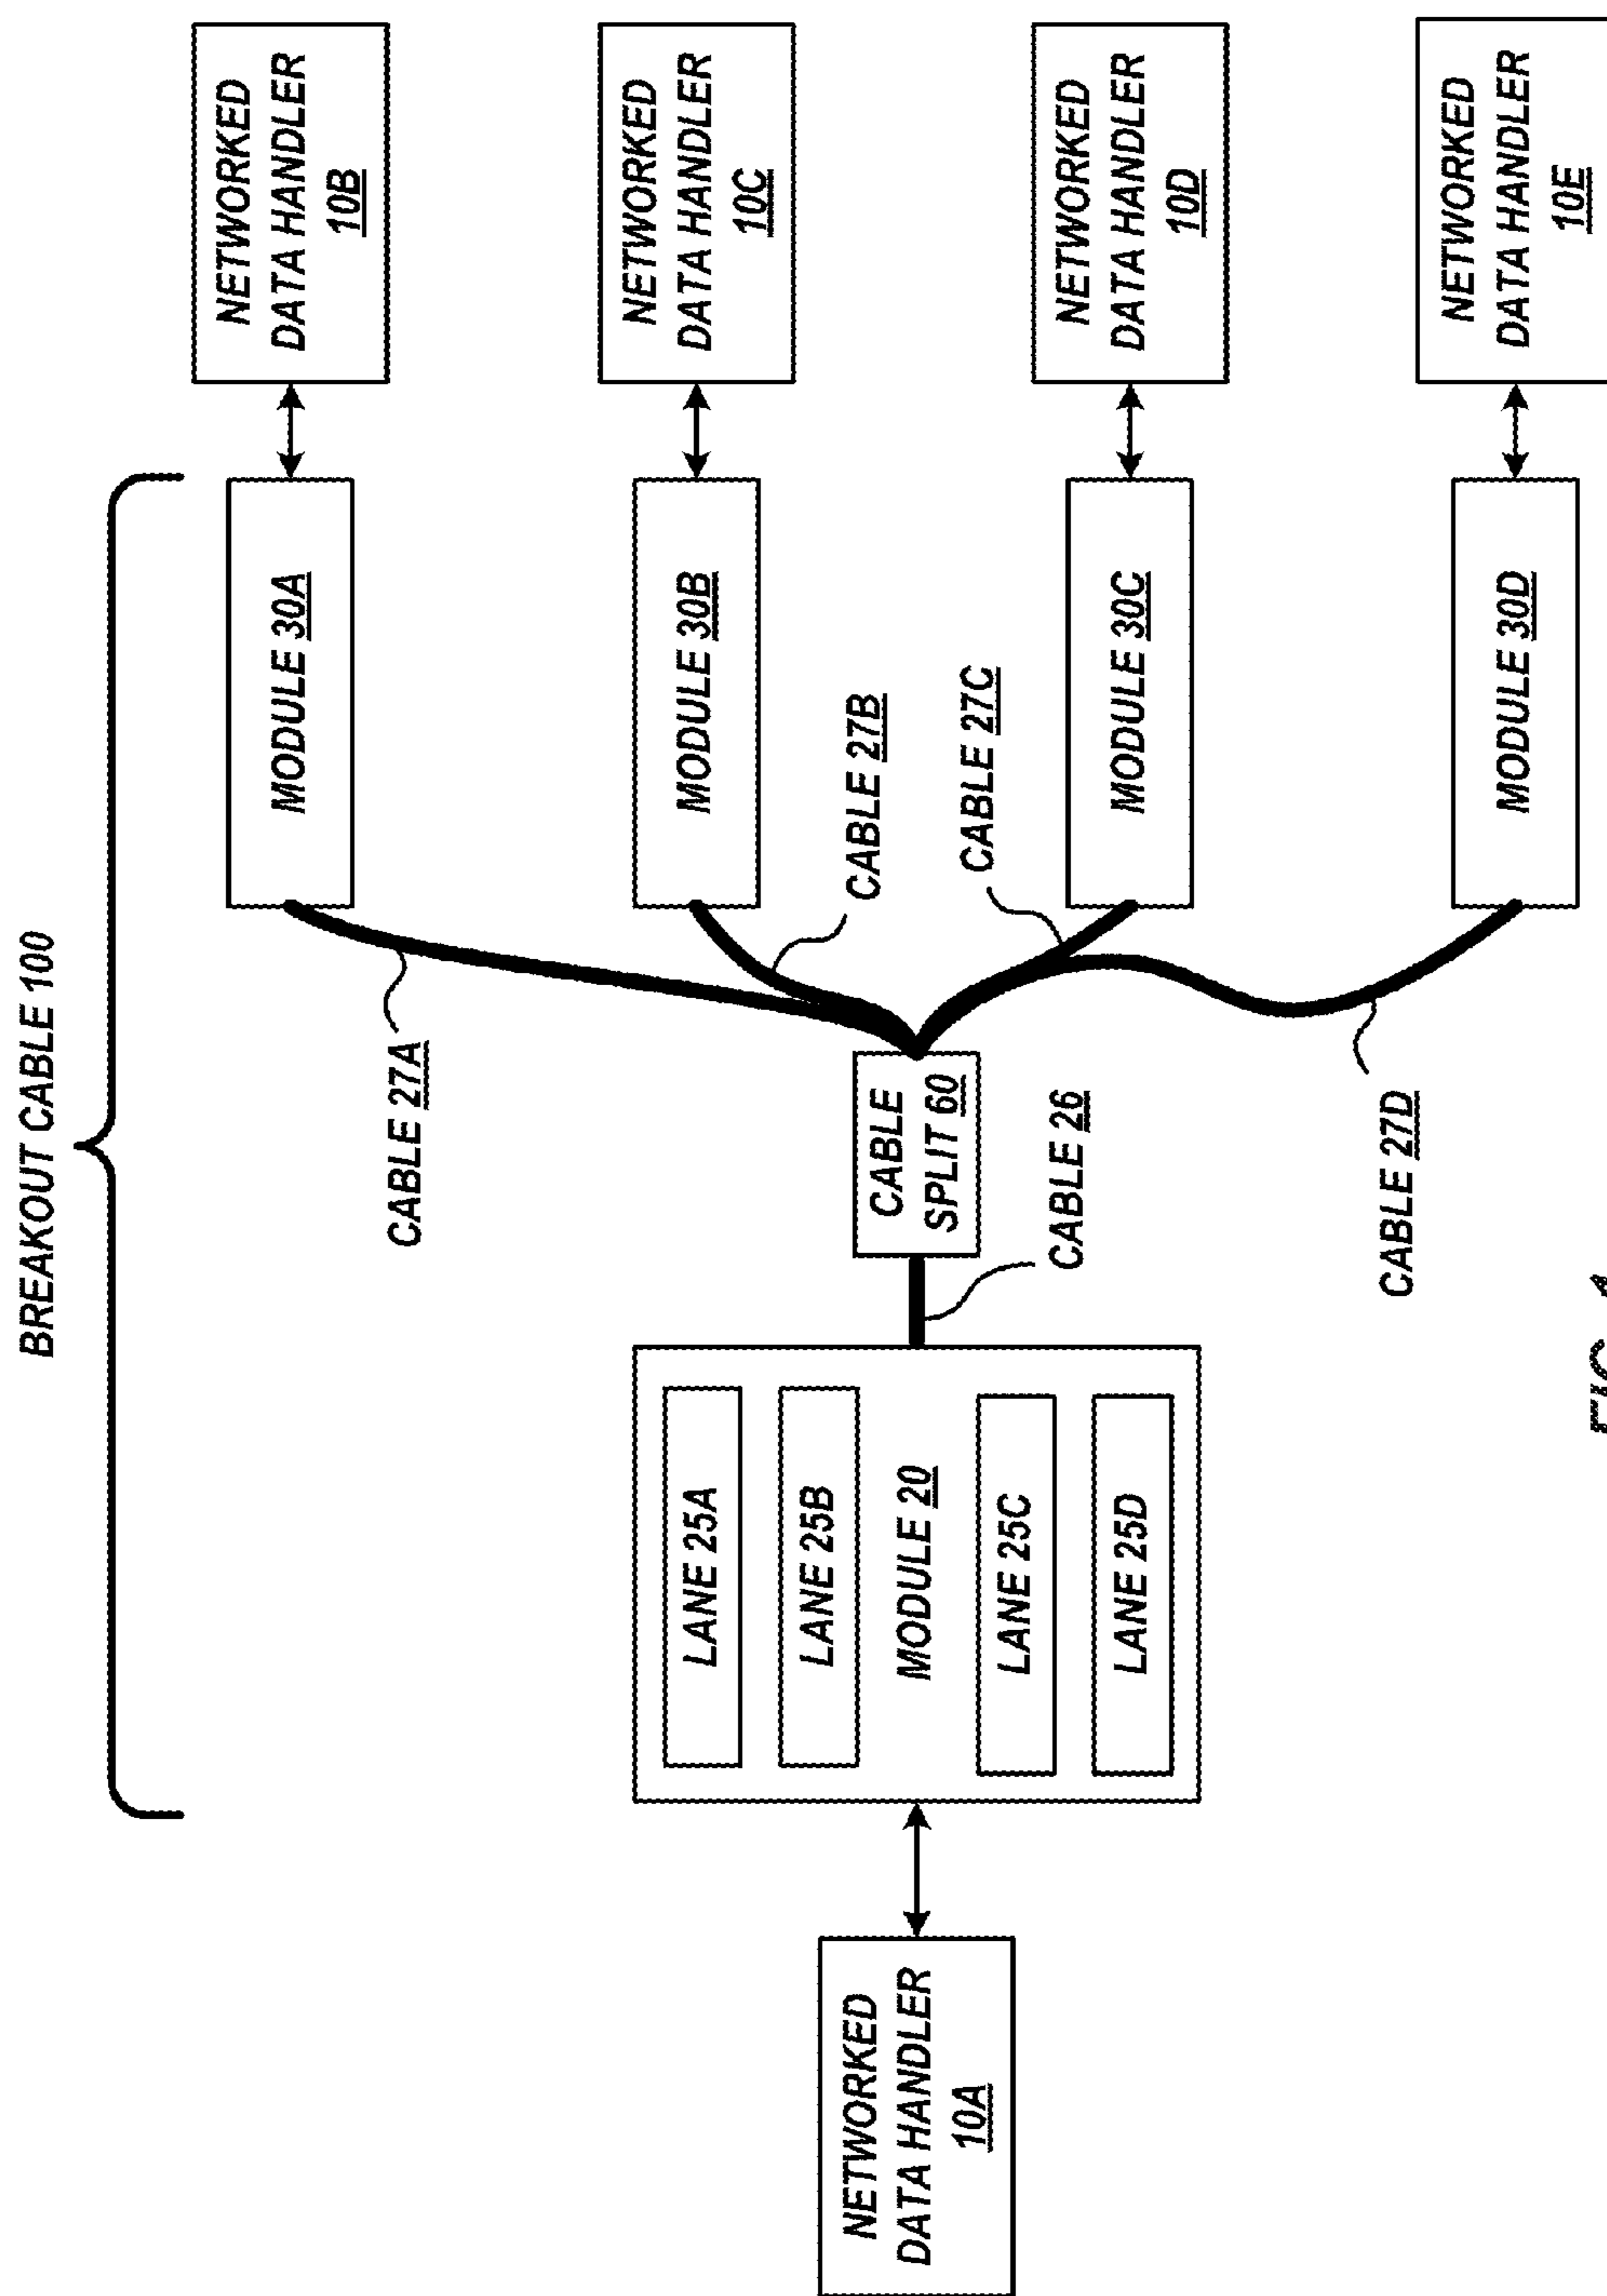 BREAKOUT CABLE 100
NETWORKED
DATA HANDLER
10A
LANE 25A
LANE 25B
MODULE 20
LANE 25C
LANE 25D
CABLE
SPLIT 60
CABLE 26
CABLE 27A
CABLE 27B
CABLE 27C
CABLE 27D
MODULE 30A
MODULE 30B
MODULE 30C
MODULE 30D
NETWORKED
DATA HANDLER
10B
NETWORKED
DATA HANDLER
10C
NETWORKED
DATA HANDLER
10D
NETWORKED
DATA HANDLER
10E